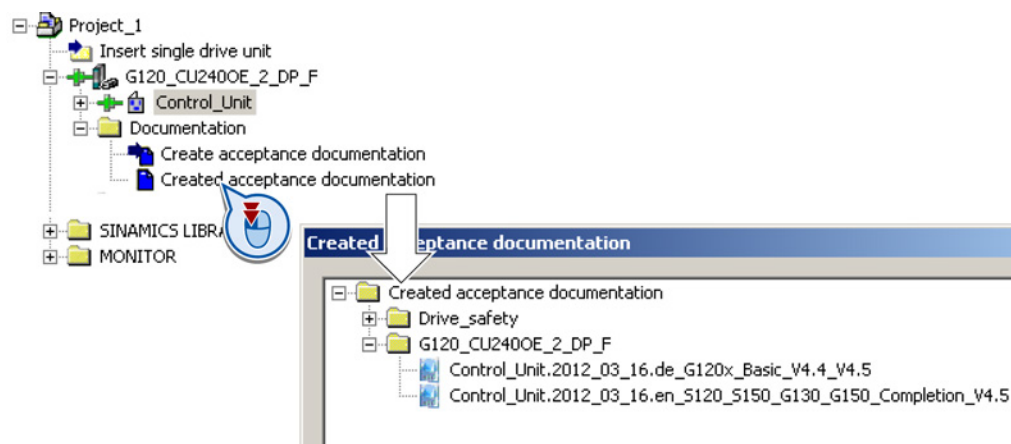 Project_1
Insert single drive unit
G120_CU240OE_2_DP_F
Control_Unit
Documentation
Create acceptance documentation
Created acceptance documentation
SINAMICS LIBRA
MONITOR
Created eptance documentation
Created acceptance documentation
Drive_safety
G120_CU240OE_2_DP_F
Control_Unit.2012_03_16.de_G120x_Basic_V4.4_V4.5
Control_Unit.2012_03_16.en_S120_S150_G130_G150_Completion_V4.5